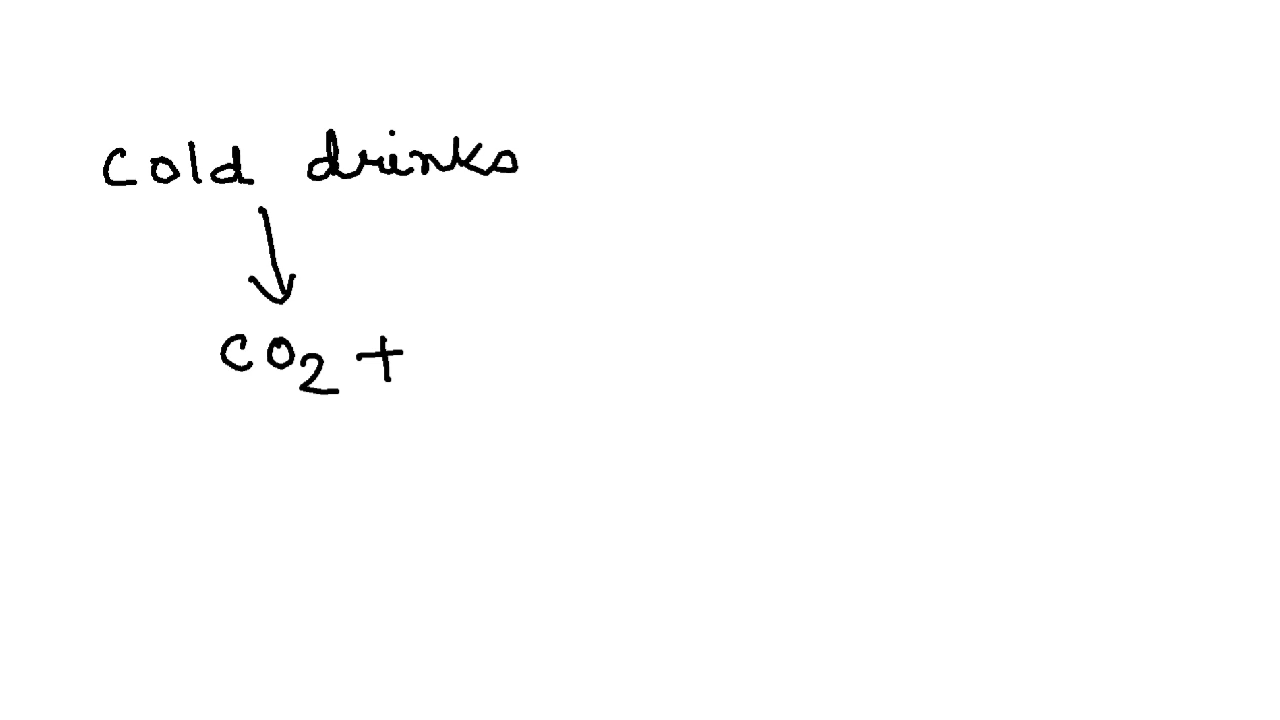 cold drinks
↓
CO₂ +